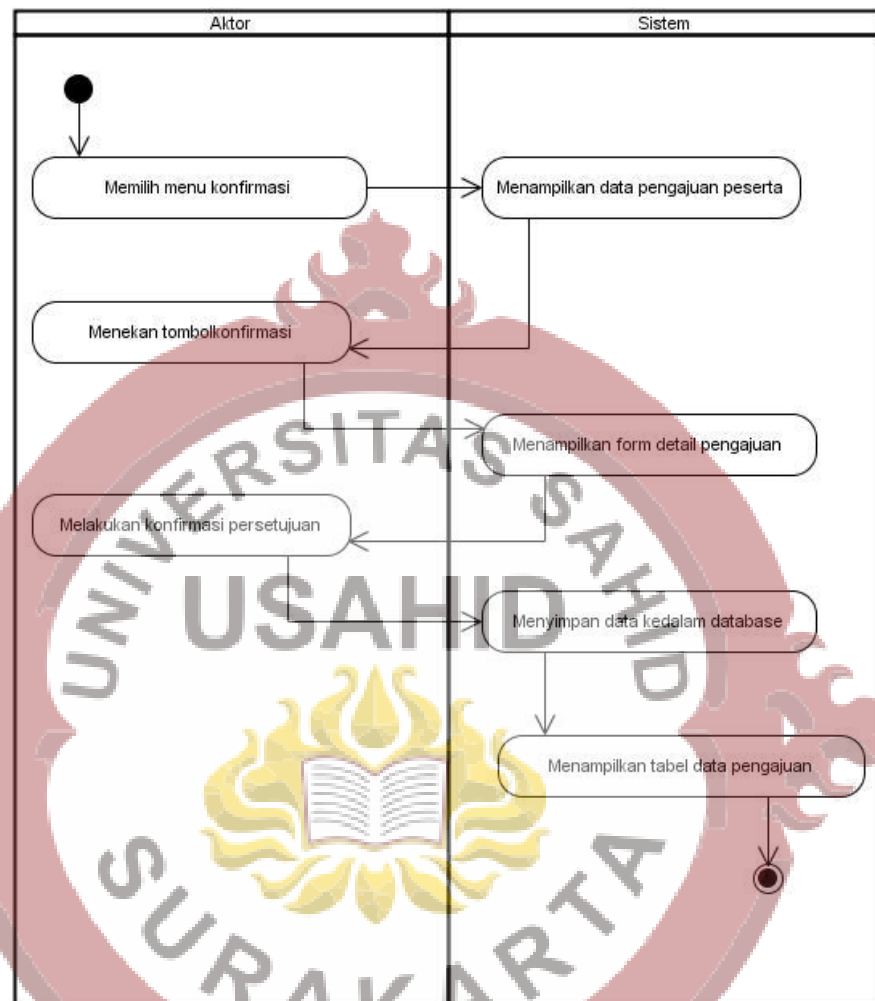 Aktor
Sistem
Memilih menu konfirmasi
Menampilkan data pengajuan peserta
Menekan tombolkonfirmasi
Menampilkan form detail pengajuan
Melakukan konfirmasi persetujuan
Menyimpan data kedalam database
Menampilkan tabel data pengajuan
UNIVERSITAS SAHID
USAHID
SURAKARTA